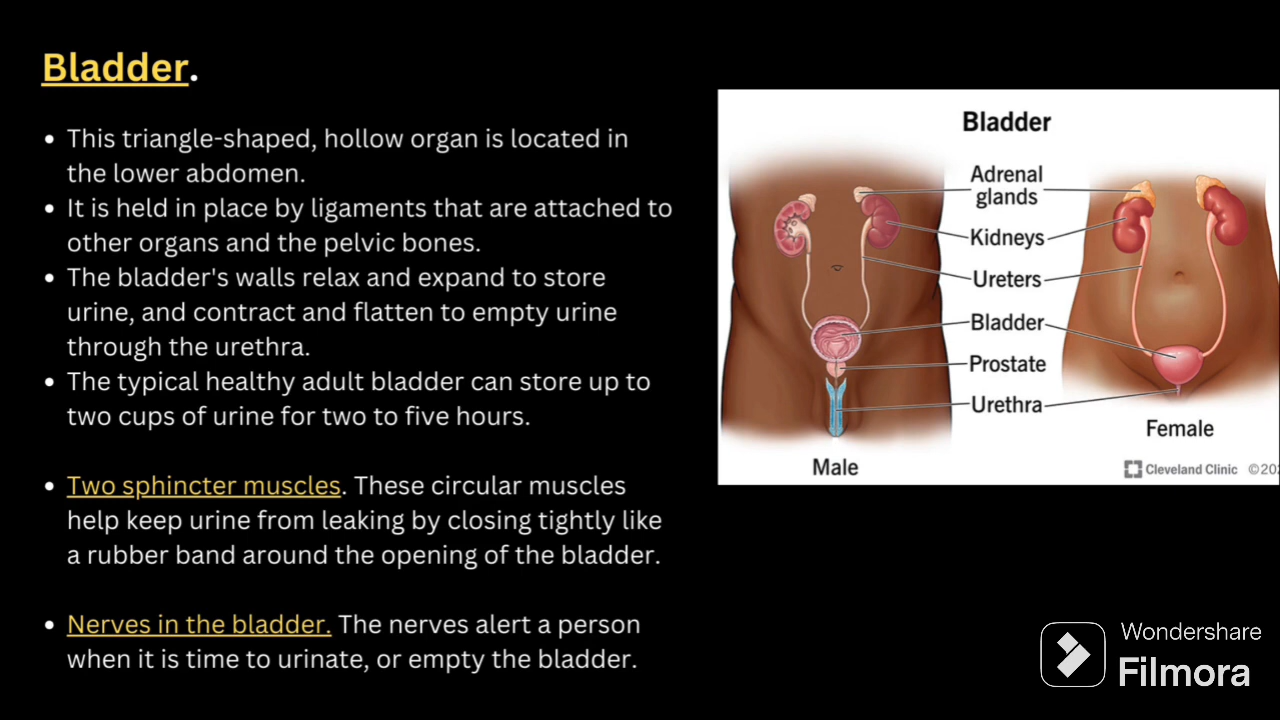 Bladder.
• This triangle-shaped, hollow organ is located in
the lower abdomen.
• It is held in place by ligaments that are attached to
other organs and the pelvic bones.
• The bladder's walls relax and expand to store
urine, and contract and flatten to empty urine
through the urethra.
• The typical healthy adult bladder can store up to
two cups of urine for two to five hours.
• Two sphincter muscles. These circular muscles
help keep urine from leaking by closing tightly like
a rubber band around the opening of the bladder.
• Nerves in the bladder. The nerves alert a person
when it is time to urinate, or empty the bladder.
Bladder
Adrenal
glands
Kidneys
Ureters
Bladder
Prostate
Urethra
Male
Female
Cleveland Clinic ©
Wondershare
Filmora